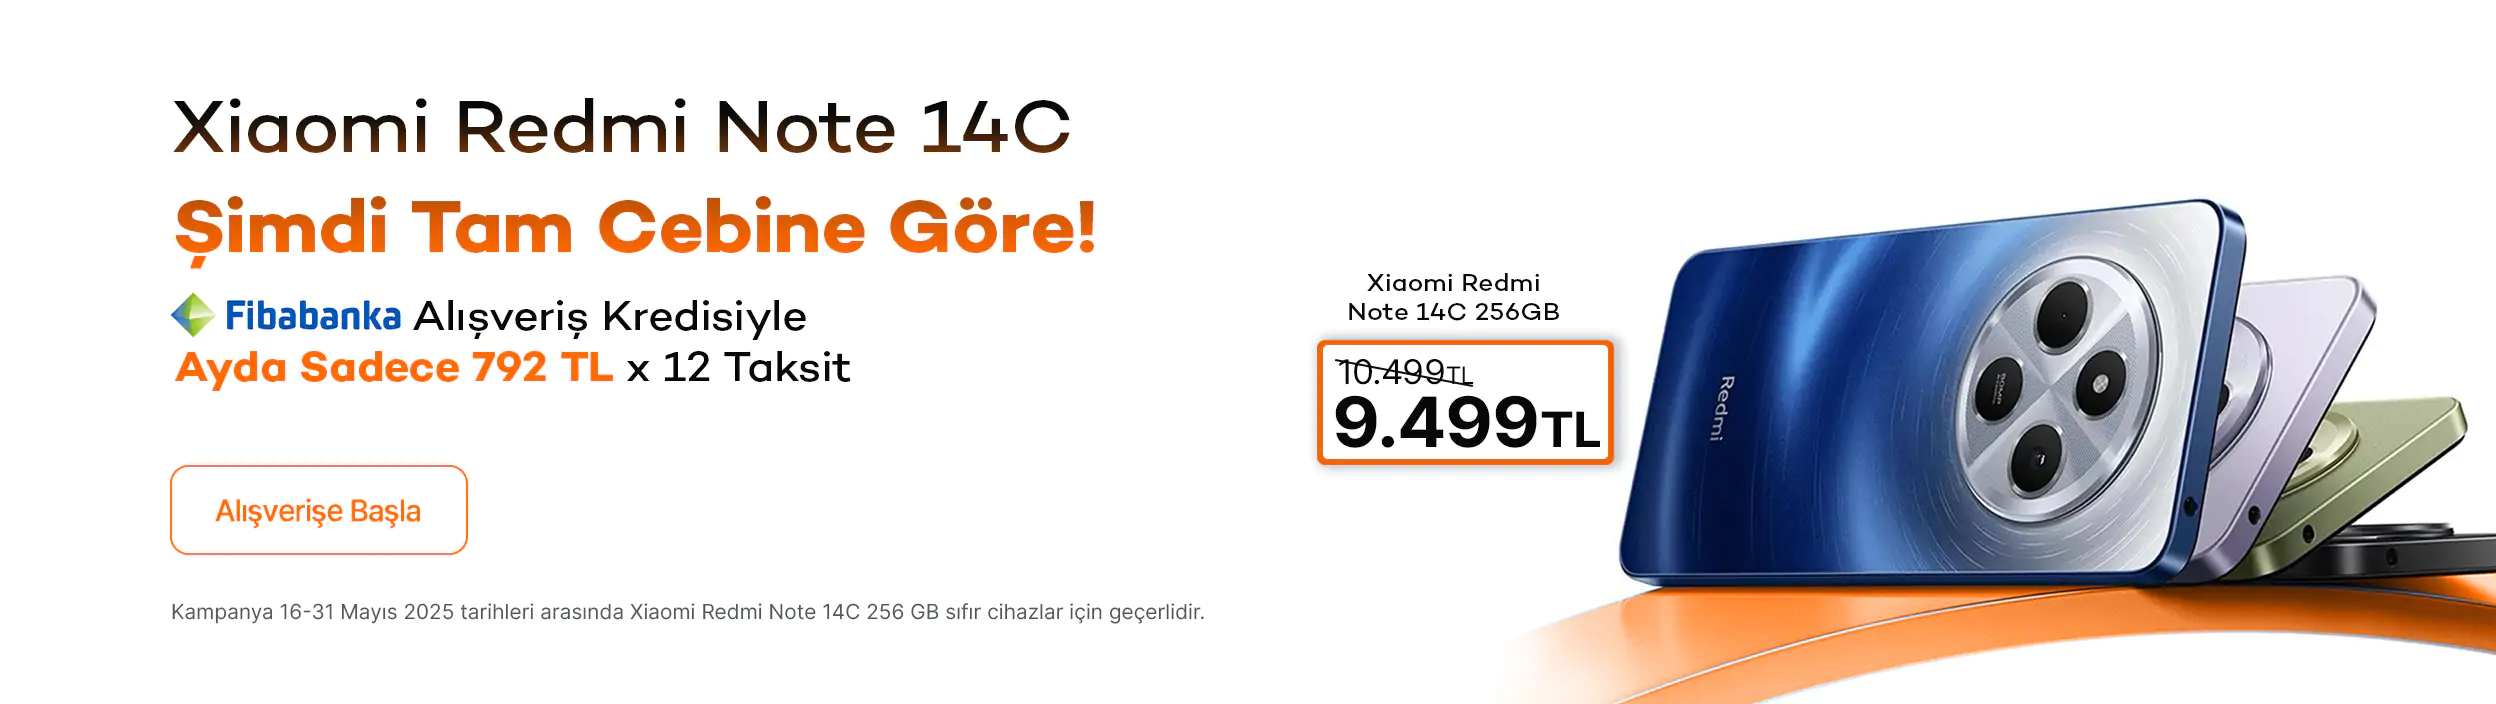 Xiaomi Redmi Note 14C
Şimdi Tam Cebine Göre!
Fibabanka Alışveriş Kredisiyle
Ayda Sadece 792 TL x 12 Taksit
Alışverişe Başla
Kampanya 16-31 Mayıs 2025 tarihleri arasında Xiaomi Redmi Note 14C 256 GB sıfır cihazlar için geçerlidir.
Xiaomi Redmi
Note 14C 256GB
10.499TL
9.499TL
Redmi